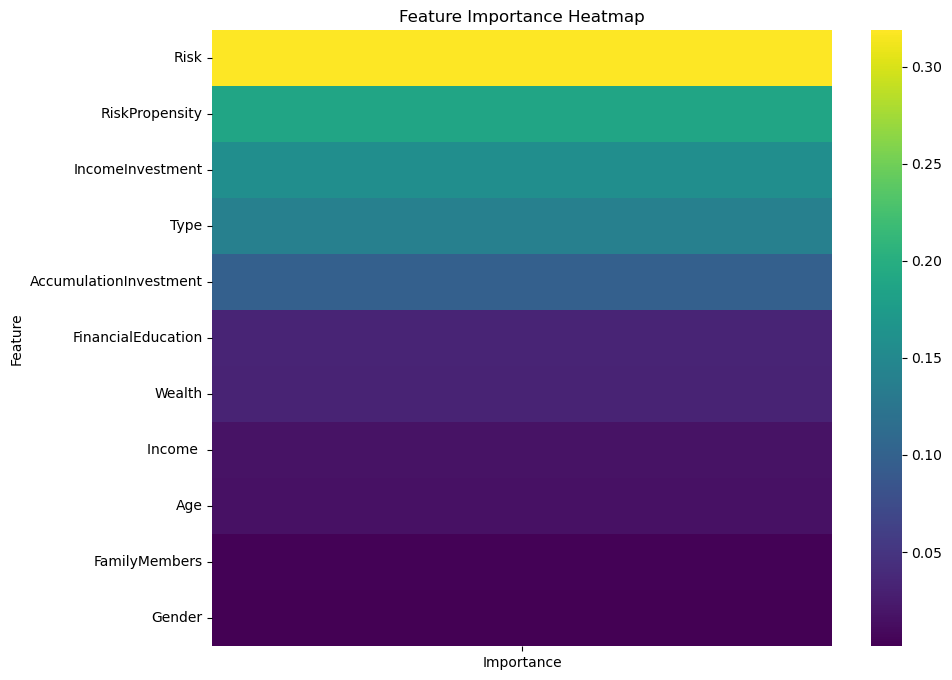 Feature Importance Heatmap
Feature
Risk
RiskPropensity
IncomeInvestment
Type
AccumulationInvestment
FinancialEducation
Wealth
Income
Age
FamilyMembers
Gender
Importance
0.30
0.25
0.20
0.15
0.10
0.05